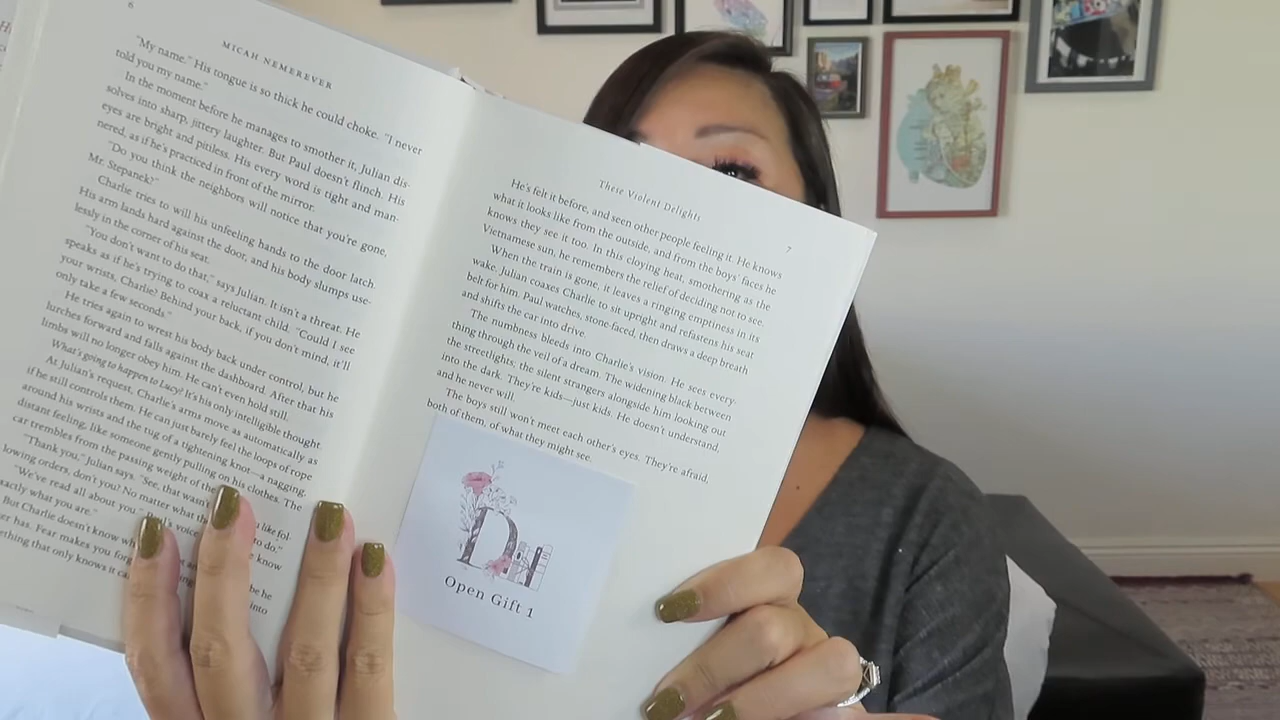 6
MICAH NEMEREVER
"My name." His tongue is so thick he could choke. "I never
told you my name."
In the moment before he manages to smother it, Julian dis-
solves into sharp, jittery laughter. But Paul doesn't flinch. His
eyes are bright and pitiless. His every word is tight and man-
nered, as if he's practiced in front of the mirror.
"Do you think the neighbors will notice that you're gone,
Mr. Stepanek?"
Charlie tries to will his unfeeling hands to the door latch.
His arm lands hard against the door, and his body slumps use-
lessly in the corner of his seat.
"You don't want to do that," says Julian. It isn't a threat. He
speaks as if he's trying to coax a reluctant child. "Could I see
your wrists, Charlie? Behind your back, if you don't mind, it'll
only take a few seconds."
He tries again to wrest his body back under control, but he
lurches forward and falls against the dashboard. After that his
limbs will no longer obey him. He can't even hold still.
What's going to happen to Lucy? It's his only intelligible thought.
At Julian's request, Charlie's arms move as automatically as
if he still controls them. He can just barely feel the loops of rope
around his wrists and the tug of a tightening knot—a nagging,
distant feeling, like someone gently pulling on his clothes. The
car trembles from the passing weight of the
"Thank you," Julian says. "See, that wasn't like fol-
lowing orders, don't you? No matter what th to do."
"We've read all about you." voice know
exactly what you are."
But Charlie doesn't know wh be he
er has. Fear makes you forg into
ething that only knows it ca
These Violent Delights
7
He's felt it before, and seen other people feeling it. He knows
what it looks like from the outside, and from the boys' faces he
knows they see it too. In this cloying heat, smothering as the
Vietnamese sun, he remembers the relief of deciding not to see.
When the train is gone, it leaves a ringing emptiness in its
wake. Julian coaxes Charlie to sit upright and refastens his seat
belt for him. Paul watches, stone-faced, then draws a deep breath
and shifts the car into drive.
The numbness bleeds into Charlie's vision. He sees every-
thing through the veil of a dream. The widening black between
the streetlights, the silent strangers alongside him looking out
into the dark. They're kids—just kids. He doesn't understand,
and he never will.
The boys still won't meet each other's eyes. They're afraid,
both of them, of what they might see.
D
Open Gift 1